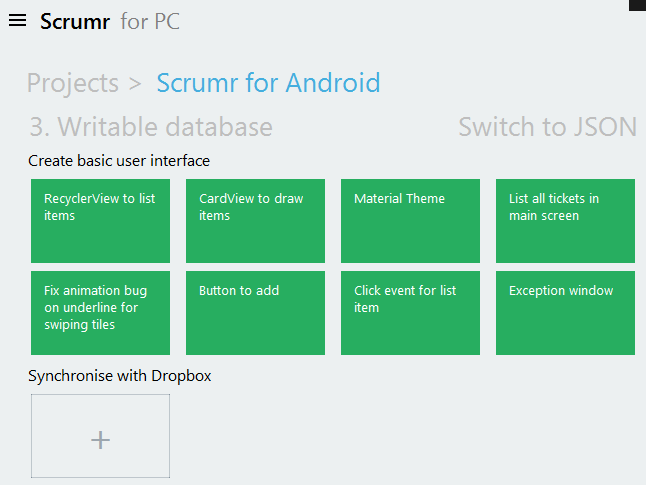 Scrumr for PC
Projects > Scrumr for Android
3. Writable database Switch to JSON
Create basic user interface
RecyclerView to list
items
CardView to draw
items
Material Theme
List all tickets in
main screen
Fix animation bug
on underline for
swiping tiles
Button to add
Click event for list
item
Exception window
Synchronise with Dropbox
+